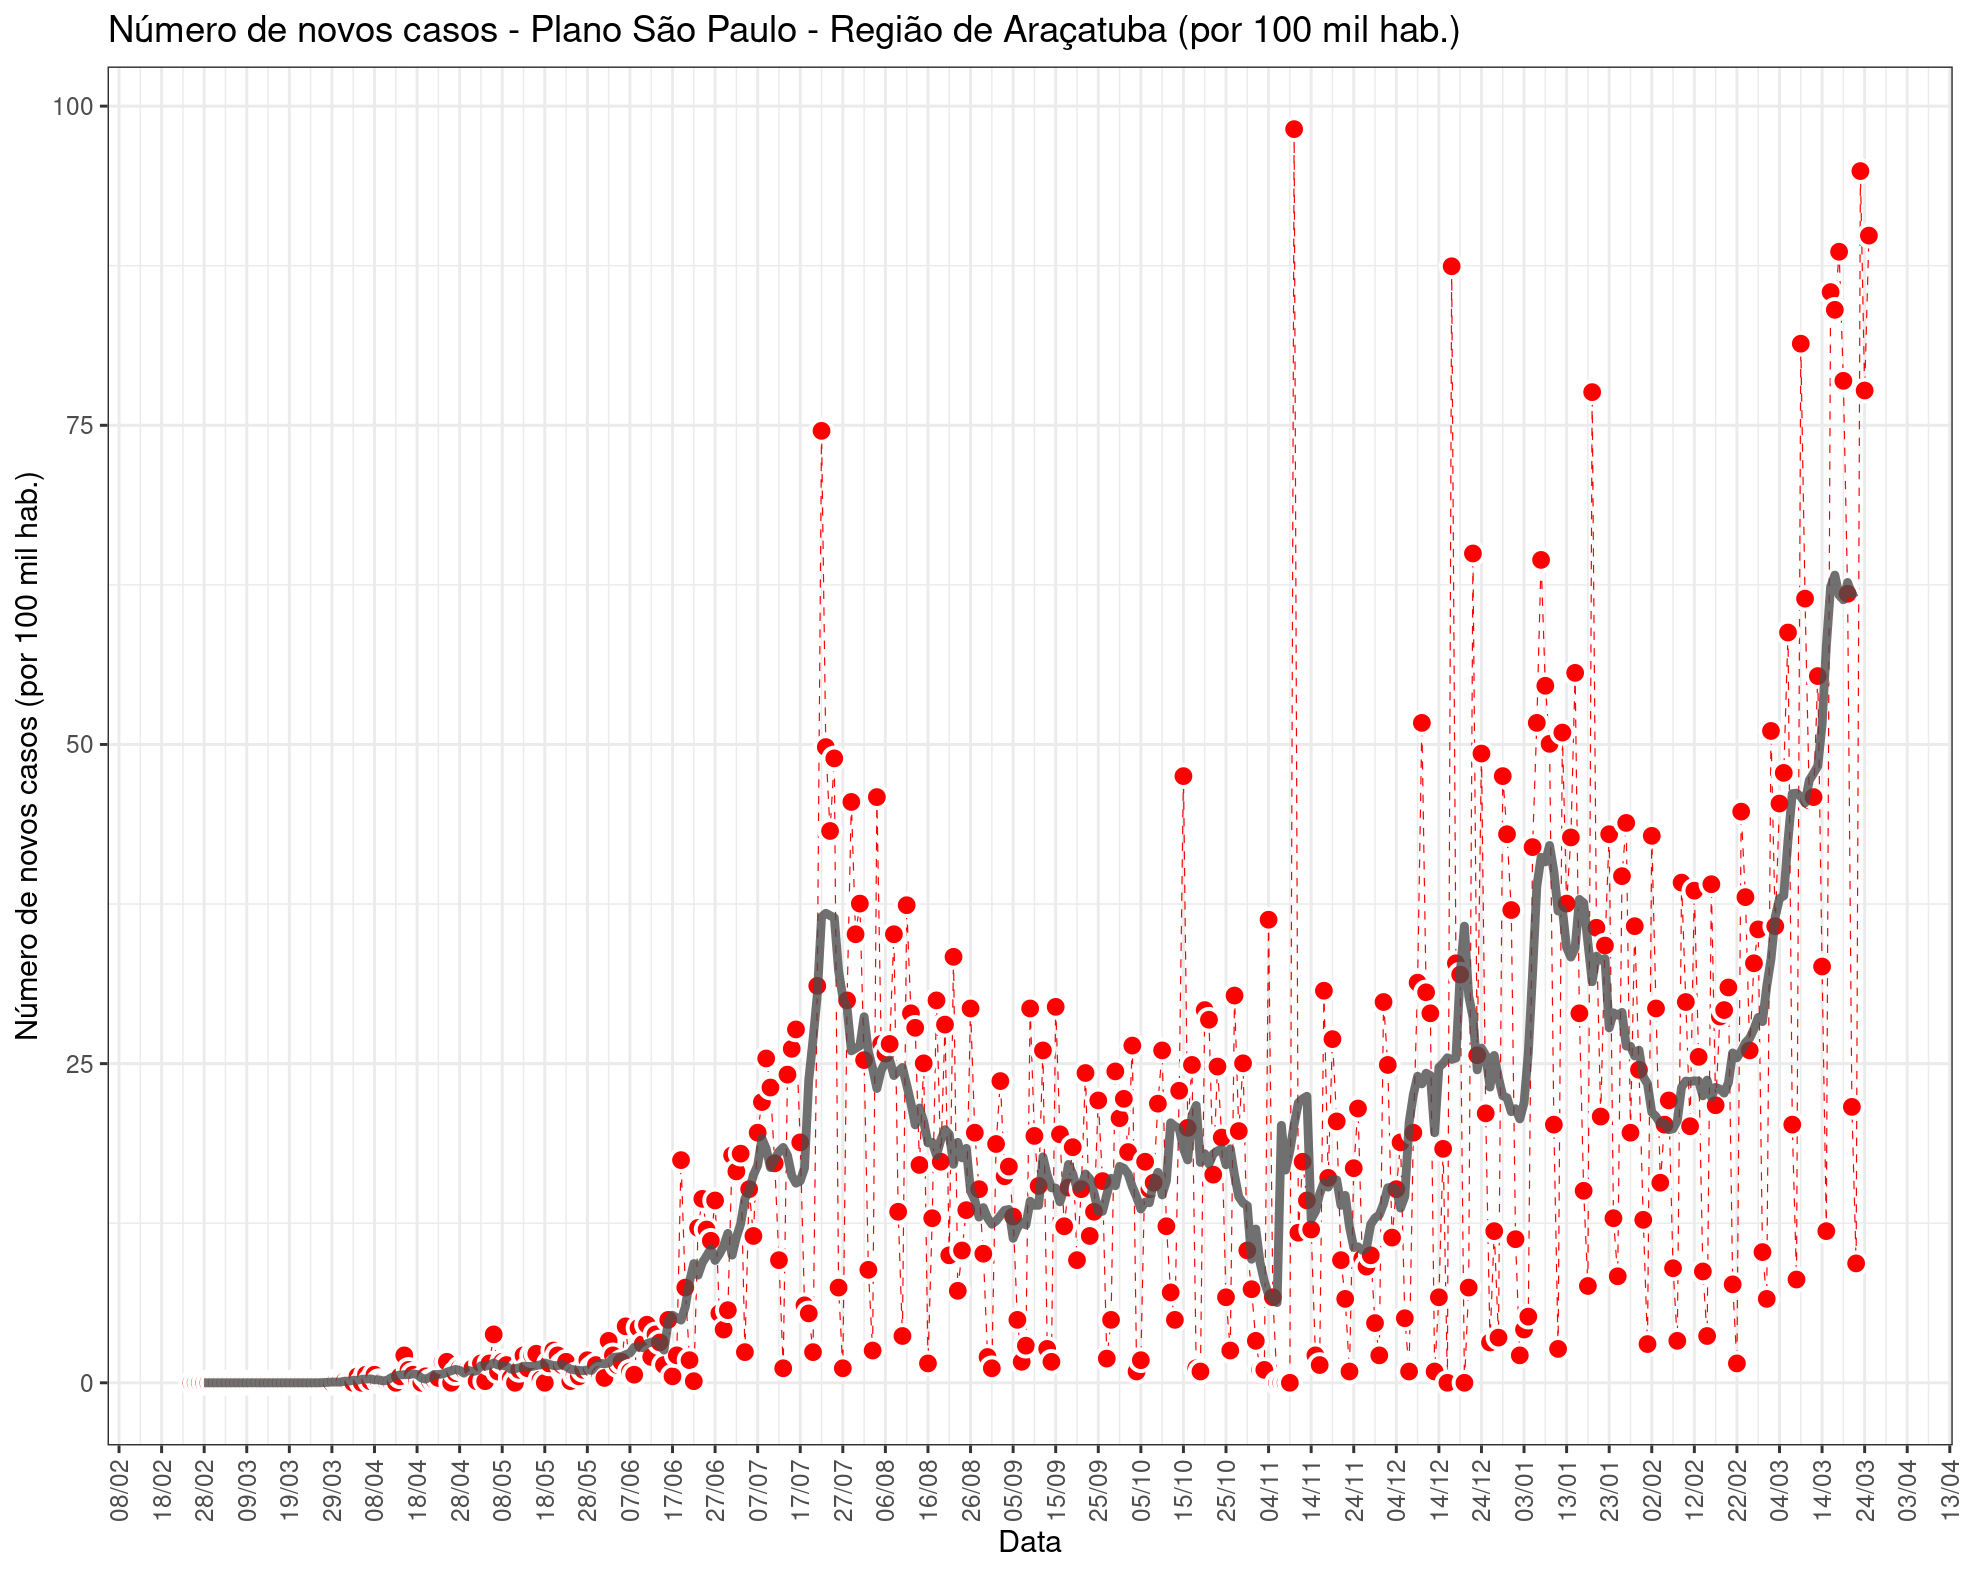 Número de novos casos - Plano São Paulo - Região de Araçatuba (por 100 mil hab.)
Número de novos casos (por 100 mil hab.)
100
75
50
25
0
08/02 18/02 28/02 09/03 19/03 29/03 08/04 18/04 28/04 08/05 18/05 28/05 07/06 17/06 27/06 07/07 17/07 27/07 06/08 16/08 26/08 05/09 15/09 25/09 05/10 15/10 25/10 04/11 14/11 24/11 04/12 14/12 24/12 03/01 13/01 23/01 02/02 12/02 22/02 04/03 14/03 24/03 03/04 13/04
Data